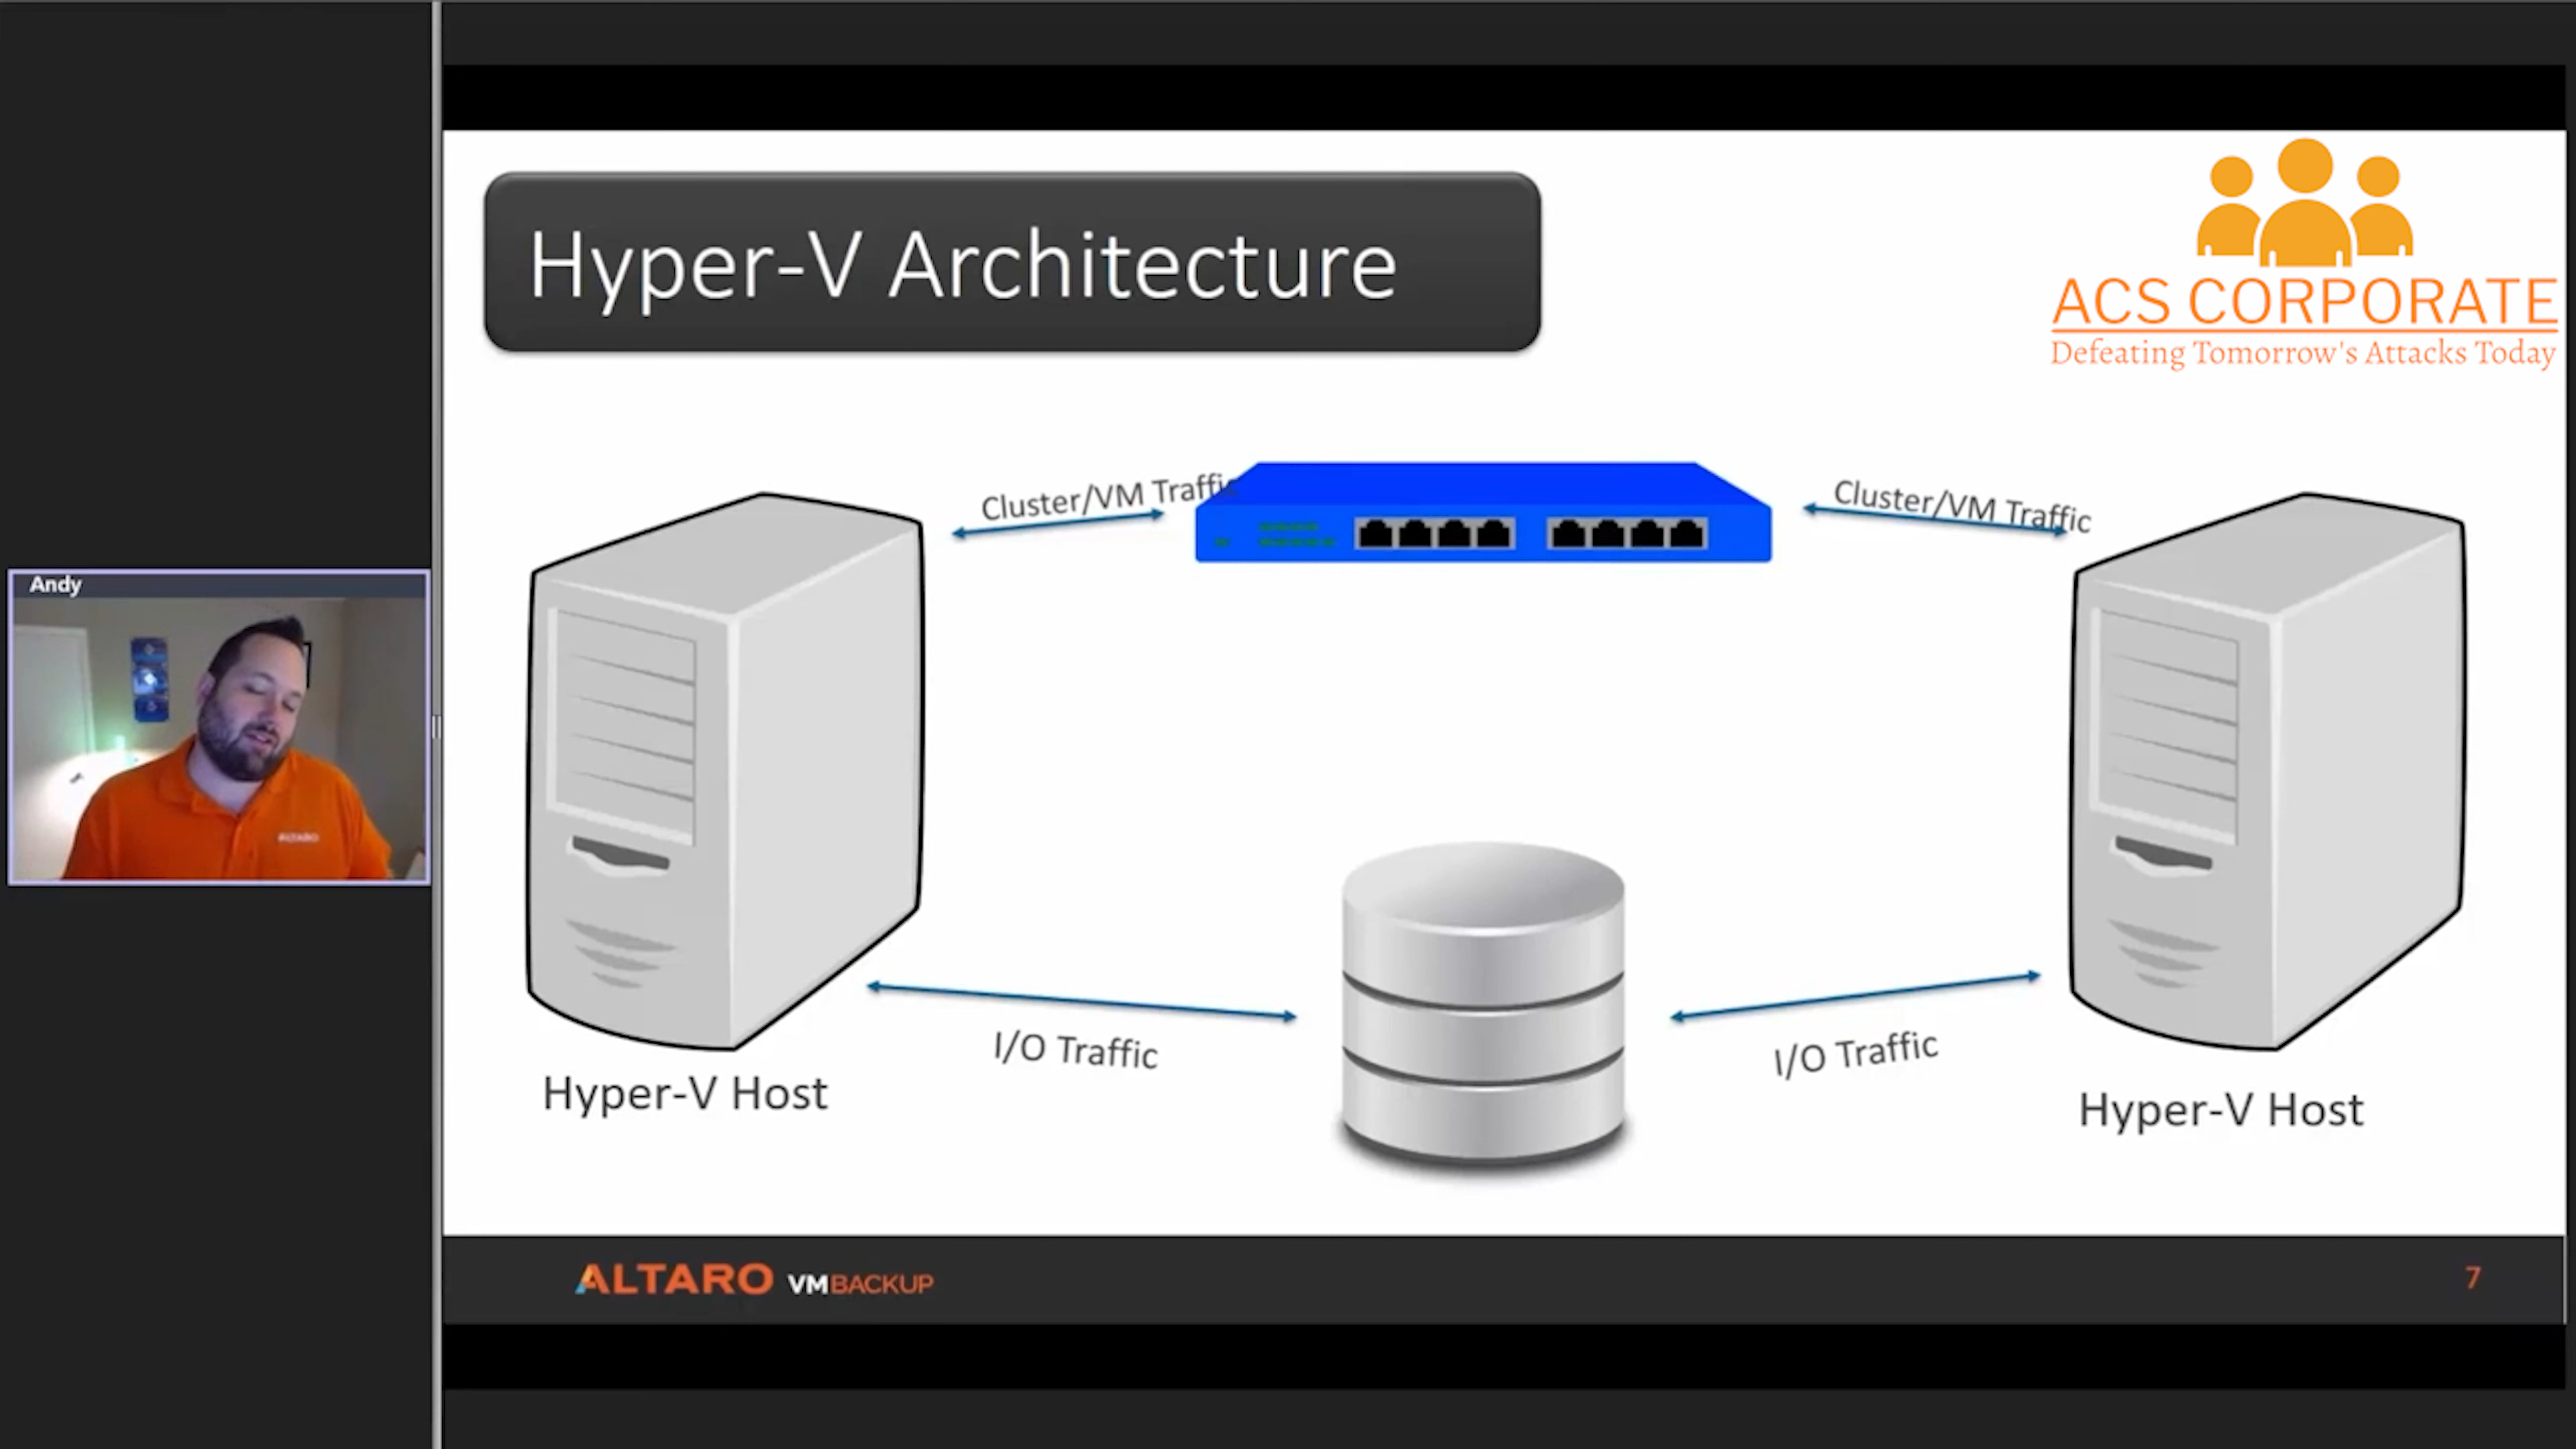 Hyper-V Architecture
ACS CORPORATE
Defeating Tomorrow's Attacks Today
Cluster/VM Traffic
Cluster/VM Traffic
Andy
ALTARO
I/O Traffic
I/O Traffic
Hyper-V Host
Hyper-V Host
ALTARO VMBACKUP
7